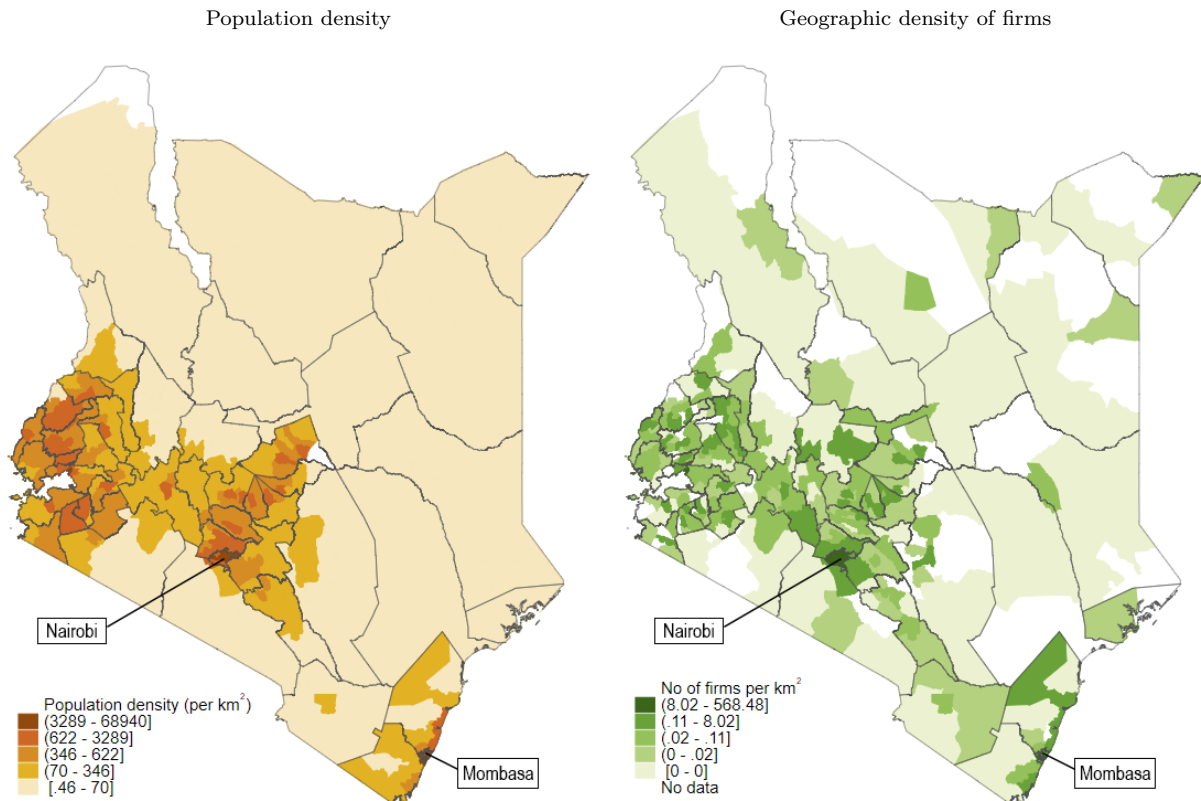 Population density
Geographic density of firms
Nairobi
Population density (per km²)
(3289 - 68940]
(622 - 3289]
(346 - 622]
(70 - 346]
[.46 - 70]
Mombasa
Nairobi
No of firms per km²
(8.02 - 568.48]
(.11 - 8.02]
(.02 - .11]
(0 - .02]
[0 - 0]
No data
Mombasa